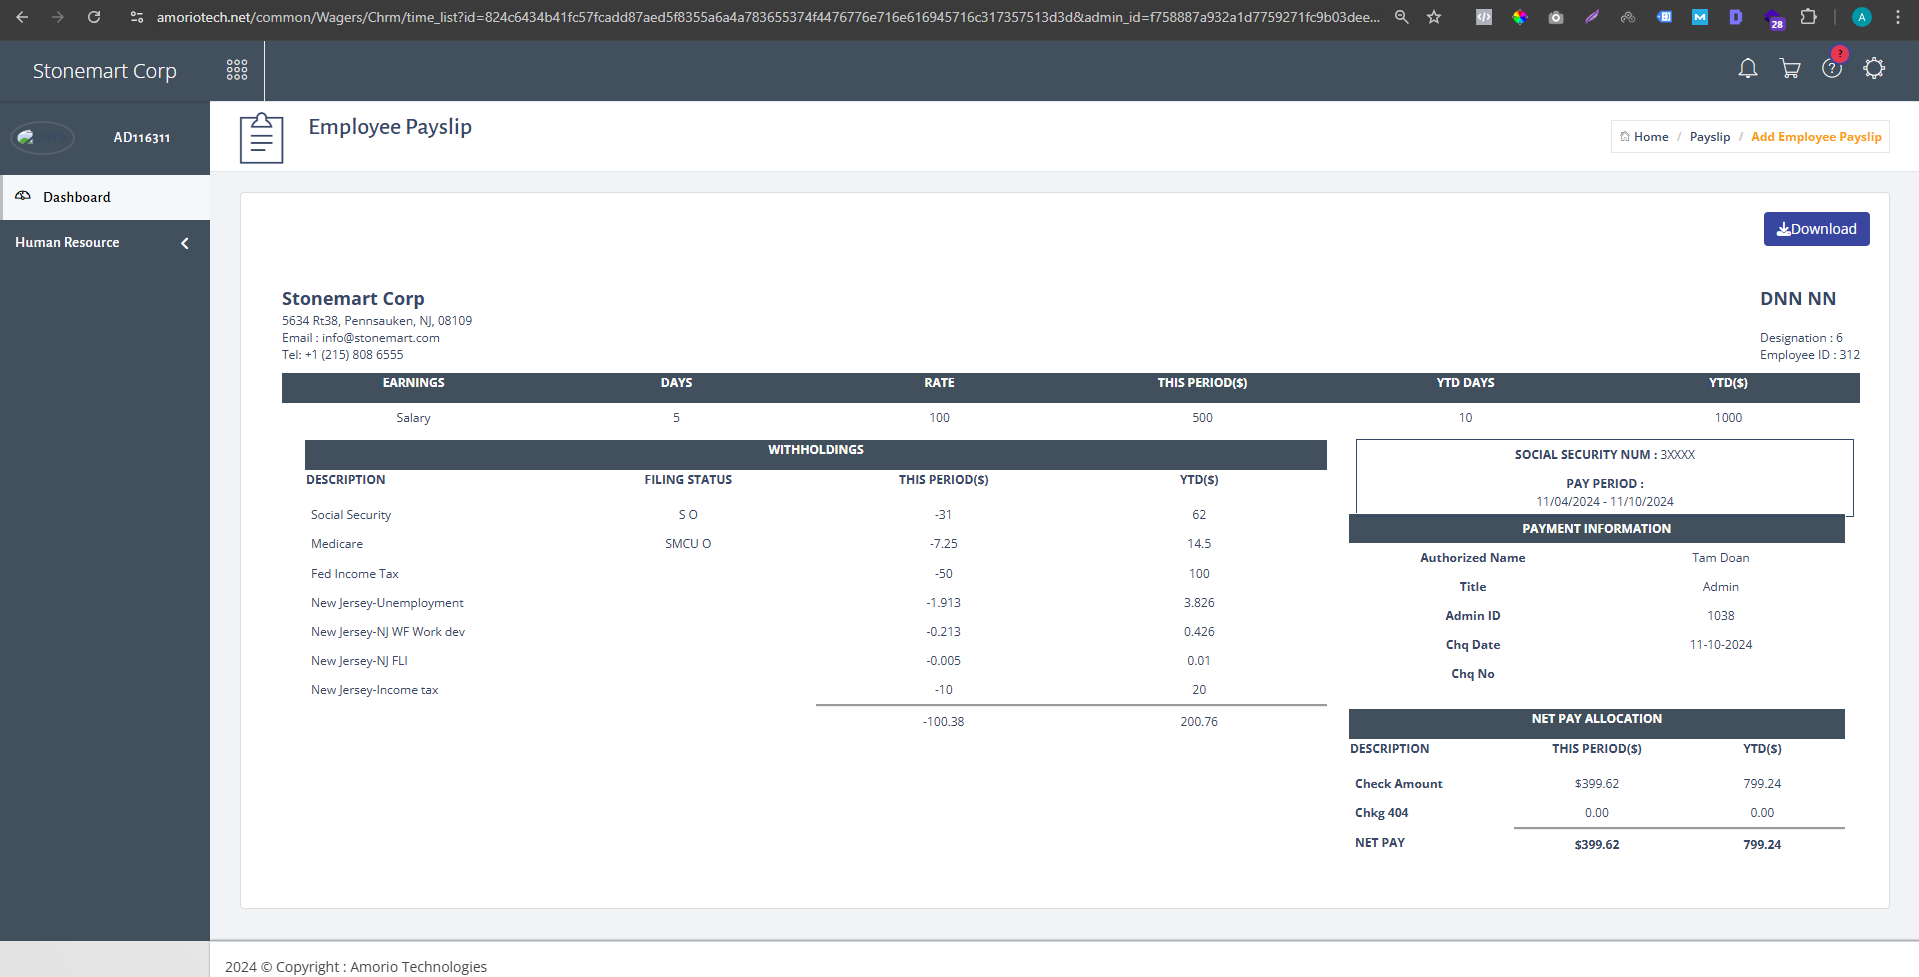 amoriotech.net/common/Wagers/Chrm/time_list?id=824c6434b41fc57fcadd87aed5f8355a6a4a783655374f4476776e716e616945716c317357513d3d&admin_id=f758887a932a1d7759271fc9b03dee...
28
A
Stonemart Corp
?
AD116311
Employee Payslip
Home / Payslip / Add Employee Payslip
Dashboard
Human Resource
Download
Stonemart Corp
DNN NN
5634 Rt38, Pennsauken, NJ, 08109
Email : info@stonemart.com
Designation : 6
Tel: +1 (215) 808 6555
Employee ID : 312
EARNINGS DAYS RATE THIS PERIOD($) YTD DAYS YTD($)
Salary 5 100 500 10 1000
WITHHOLDINGS
DESCRIPTION FILING STATUS THIS PERIOD($) YTD($)
Social Security S O -31 62
Medicare SMCU O -7.25 14.5
Fed Income Tax -50 100
New Jersey-Unemployment -1.913 3.826
New Jersey-NJ WF Work dev -0.213 0.426
New Jersey-NJ FLI -0.005 0.01
New Jersey-Income tax -10 20
-100.38 200.76
SOCIAL SECURITY NUM : 3XXXX
PAY PERIOD :
11/04/2024 - 11/10/2024
PAYMENT INFORMATION
Authorized Name Tam Doan
Title Admin
Admin ID 1038
Chq Date 11-10-2024
Chq No
NET PAY ALLOCATION
DESCRIPTION THIS PERIOD($) YTD($)
Check Amount $399.62 799.24
Chkg 404 0.00 0.00
NET PAY $399.62 799.24
2024 © Copyright : Amorio Technologies